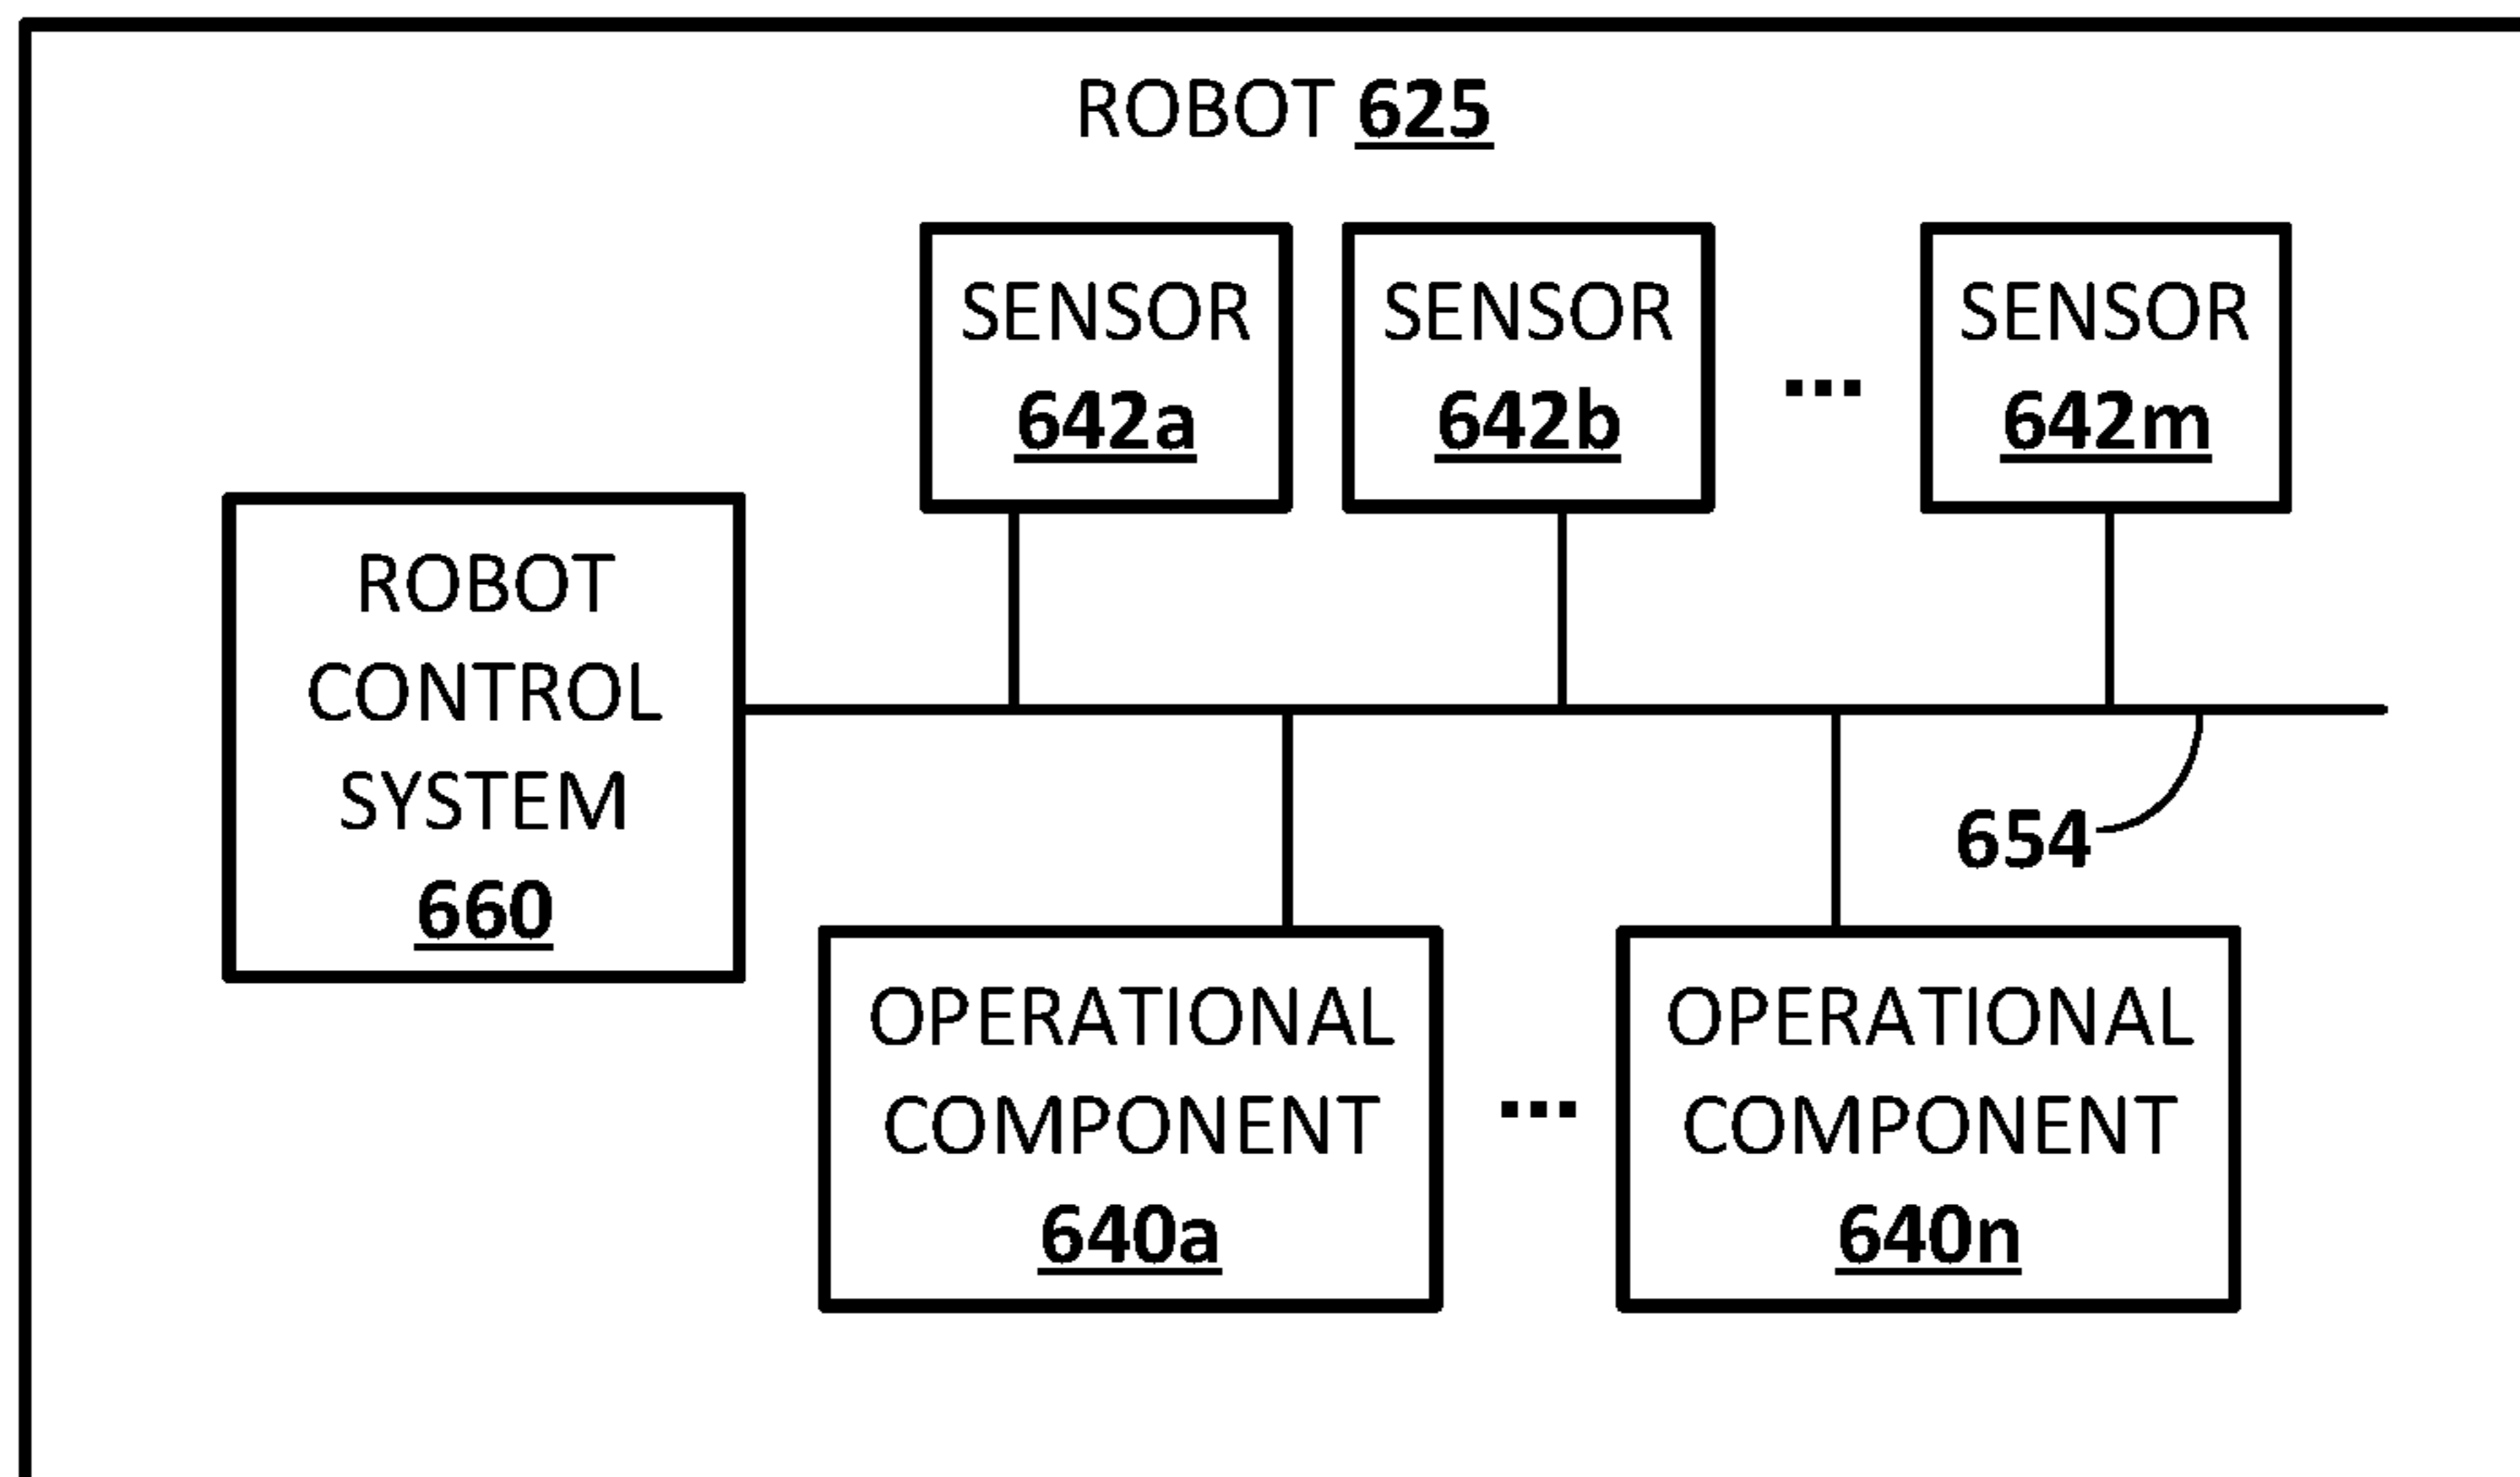 ROBOT 625
SENSOR
642a
SENSOR
642b
...
SENSOR
642m
ROBOT
CONTROL
SYSTEM
660
654
OPERATIONAL
COMPONENT
640a
...
OPERATIONAL
COMPONENT
640n